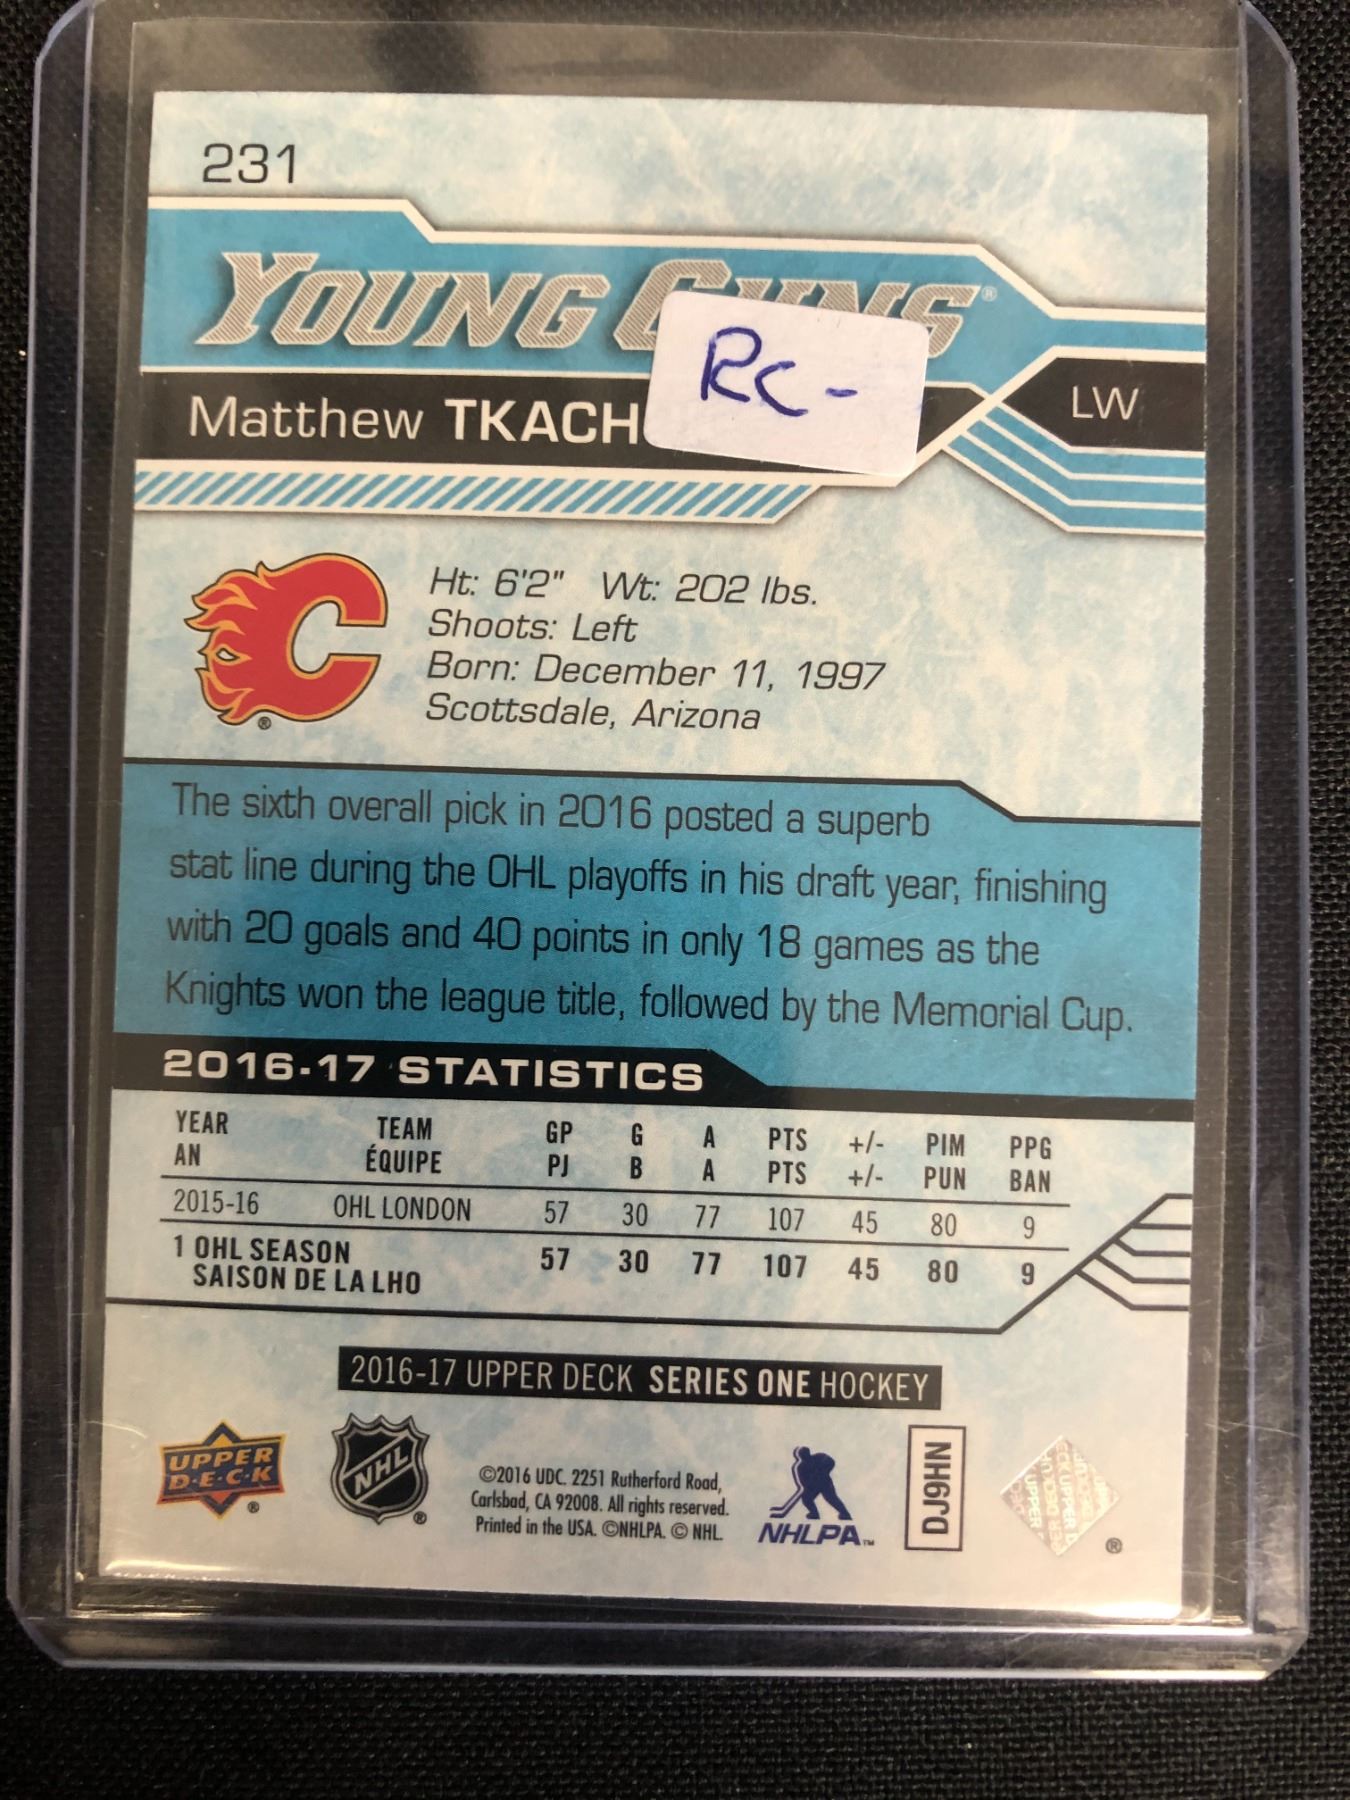 231
YOUNG GUNS®
RC-
Matthew TKACH
LW
Ht: 6'2" Wt: 202 lbs.
Shoots: Left
Born: December 11, 1997
Scottsdale, Arizona
®
The sixth overall pick in 2016 posted a superb
stat line during the OHL playoffs in his draft year, finishing
with 20 goals and 40 points in only 18 games as the
Knights won the league title, followed by the Memorial Cup.
2016-17 STATISTICS
YEAR TEAM GP G A PTS +/- PIM PPG
AN ÉQUIPE PJ B A PTS +/- PUN BAN
2015-16 OHL LONDON 57 30 77 107 45 80 9
1 OHL SEASON 57 30 77 107 45 80 9
SAISON DE LA LHO
2016-17 UPPER DECK SERIES ONE HOCKEY
UPPER
D·E·C·K ®
NHL ®
©2016 UDC. 2251 Rutherford Road,
Carlsbad, CA 92008. All rights reserved.
Printed in the USA. ©NHLPA. © NHL.
NHLPA™
DJ9HN
®